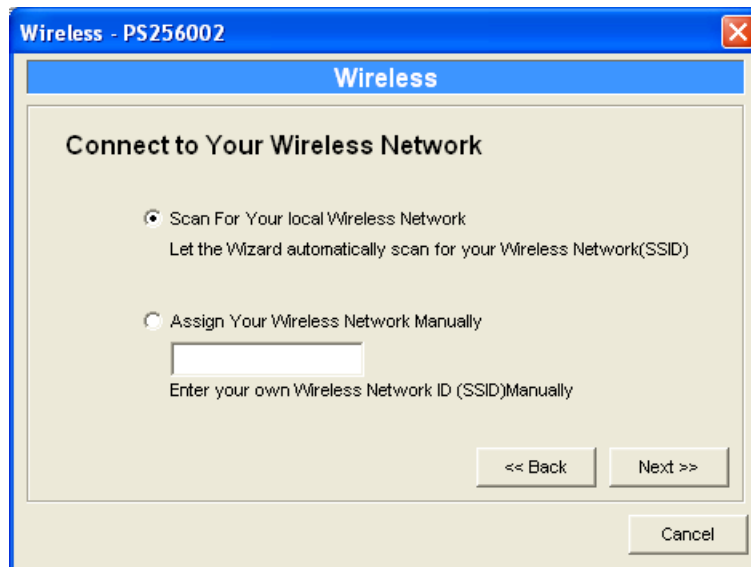 Wireless - PS256002
Wireless
Connect to Your Wireless Network
Scan For Your local Wireless Network
Let the Wizard automatically scan for your Wireless Network(SSID)
Assign Your Wireless Network Manually
Enter your own Wireless Network ID (SSID)Manually
<< Back
Next >>
Cancel